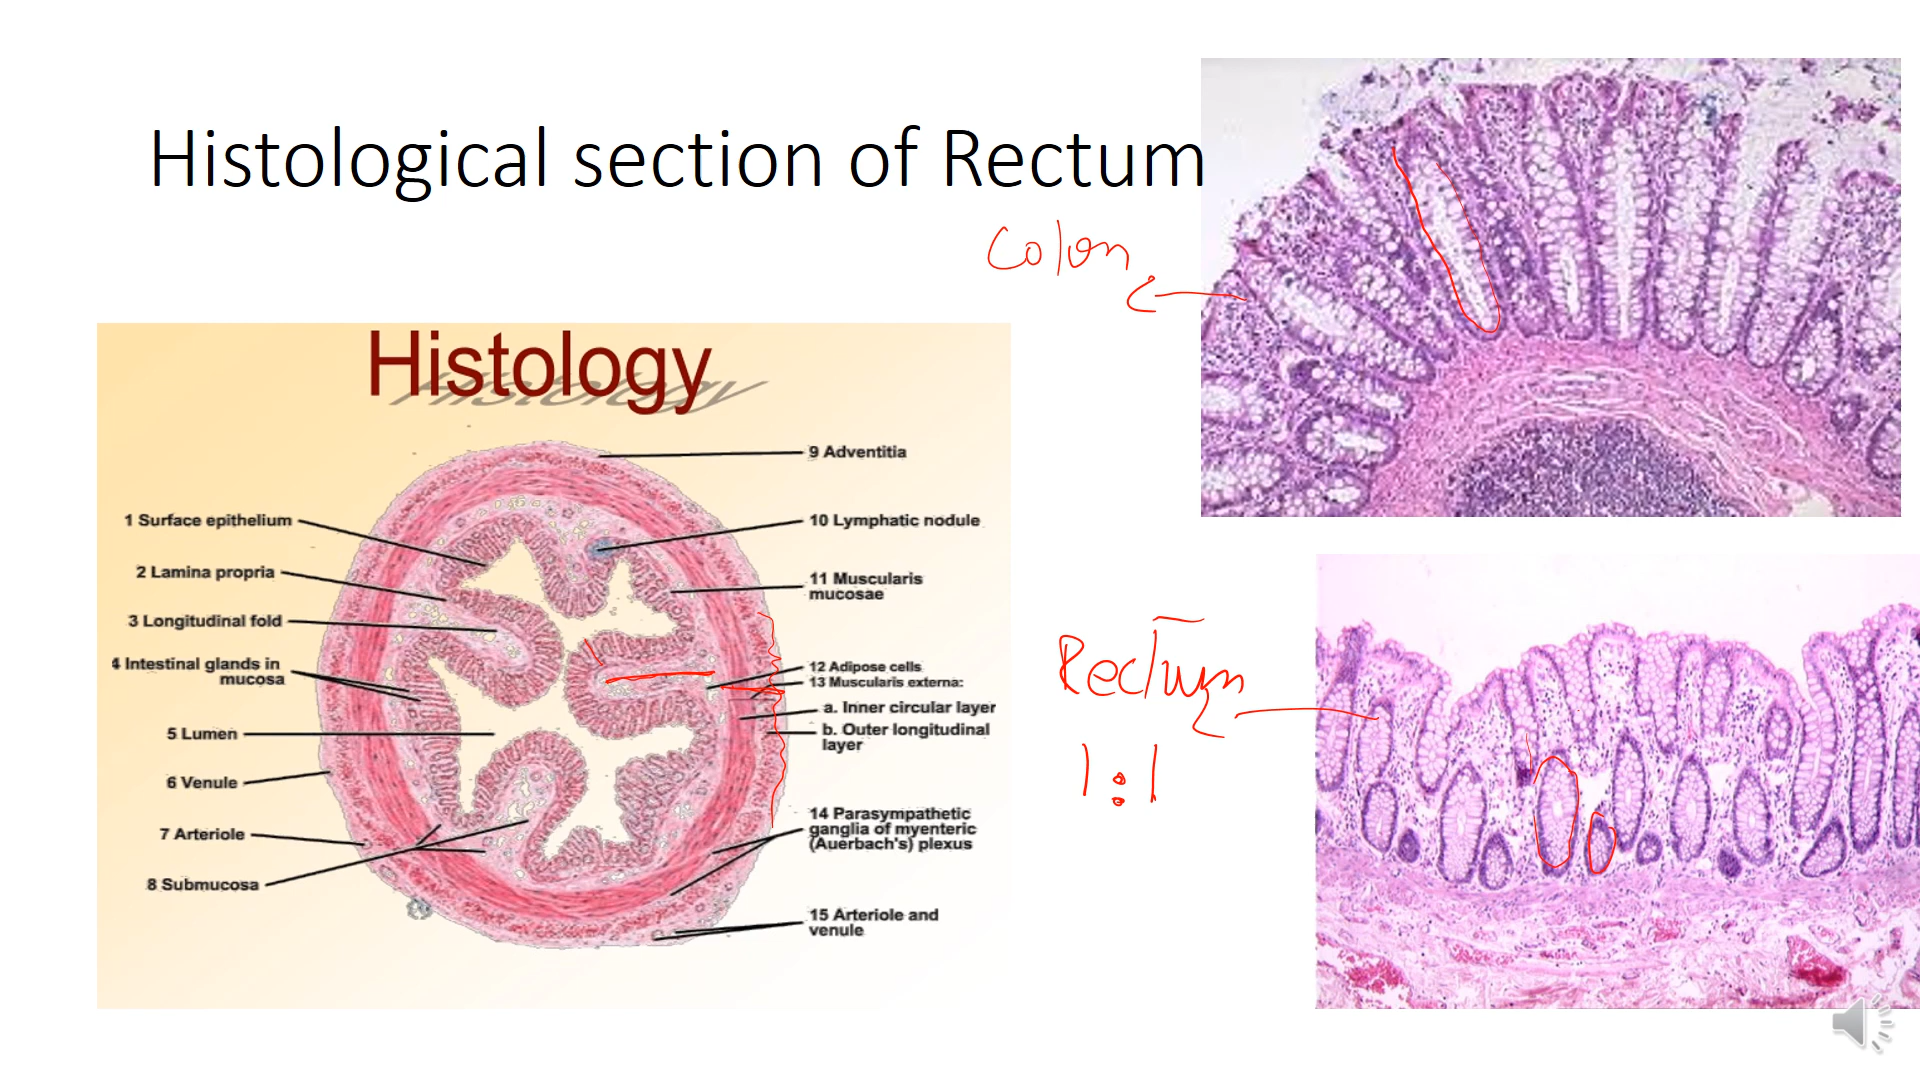 Histological section of Rectum
Colon
Histology
Histology
9 Adventitia
1 Surface epithelium
10 Lymphatic nodule
2 Lamina propria
11 Muscularis
mucosae
3 Longitudinal fold
4 Intestinal glands in
mucosa
12 Adipose cells
13 Muscularis externa:
a. Inner circular layer
b. Outer longitudinal
layer
5 Lumen
6 Venule
7 Arteriole
14 Parasympathetic
ganglia of myenteric
(Auerbach's) plexus
8 Submucosa
15 Arteriole and
venule
Rectum
1:1